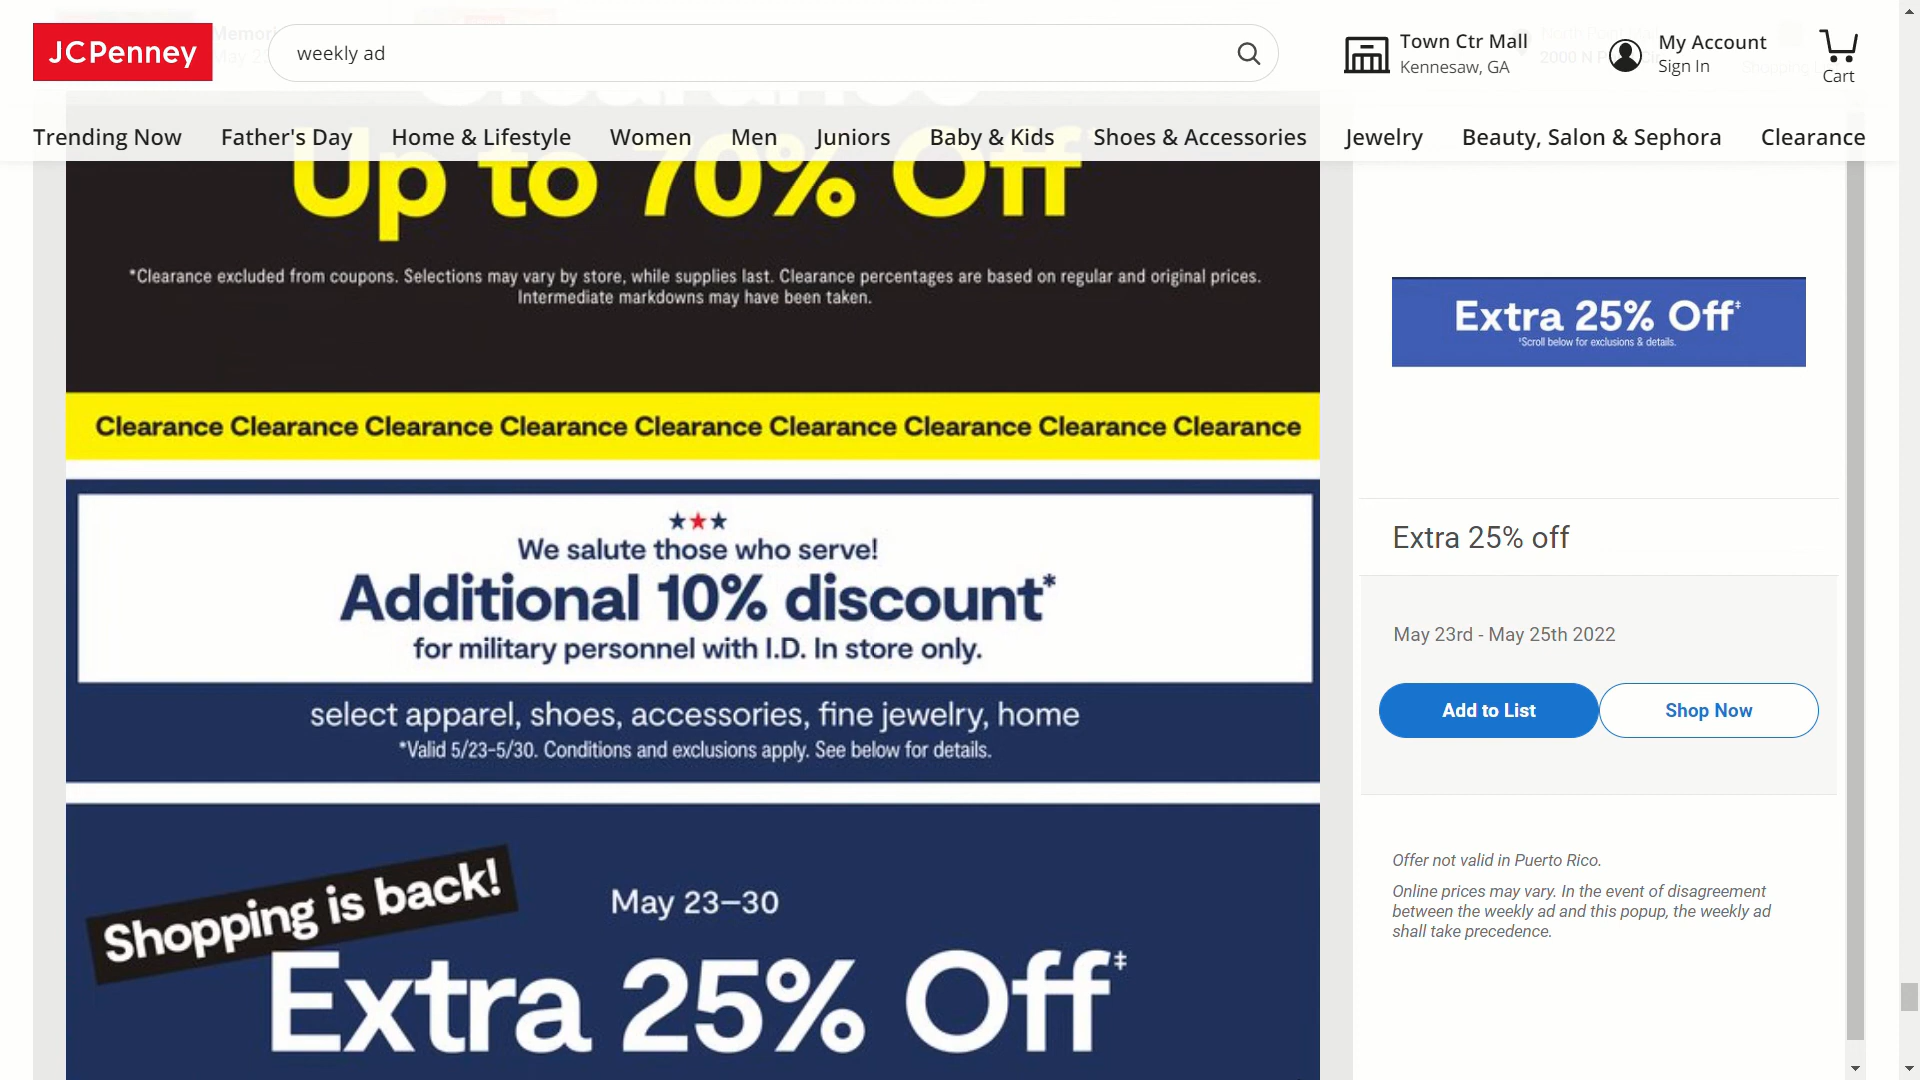 JCPenney
weekly ad
Town Ctr Mall
Kennesaw, GA
My Account
Sign In
Cart
Trending Now
Father's Day
Home & Lifestyle
Women
Men
Juniors
Baby & Kids
Shoes & Accessories
Jewelry
Beauty, Salon & Sephora
Clearance
Up to 70% Off
*Clearance excluded from coupons. Selections may vary by store, while supplies last. Clearance percentages are based on regular and original prices.
Intermediate markdowns may have been taken.
Clearance Clearance Clearance Clearance Clearance Clearance Clearance Clearance Clearance
★★★
We salute those who serve!
Additional 10% discount*
for military personnel with I.D. In store only.
select apparel, shoes, accessories, fine jewelry, home
*Valid 5/23-5/30. Conditions and exclusions apply. See below for details.
Shopping is back!
May 23–30
Extra 25% Off‡
Extra 25% Off‡
‡Scroll below for exclusions & details.
Extra 25% off
May 23rd - May 25th 2022
Add to List
Shop Now
Offer not valid in Puerto Rico.
Online prices may vary. In the event of disagreement
between the weekly ad and this popup, the weekly ad
shall take precedence.